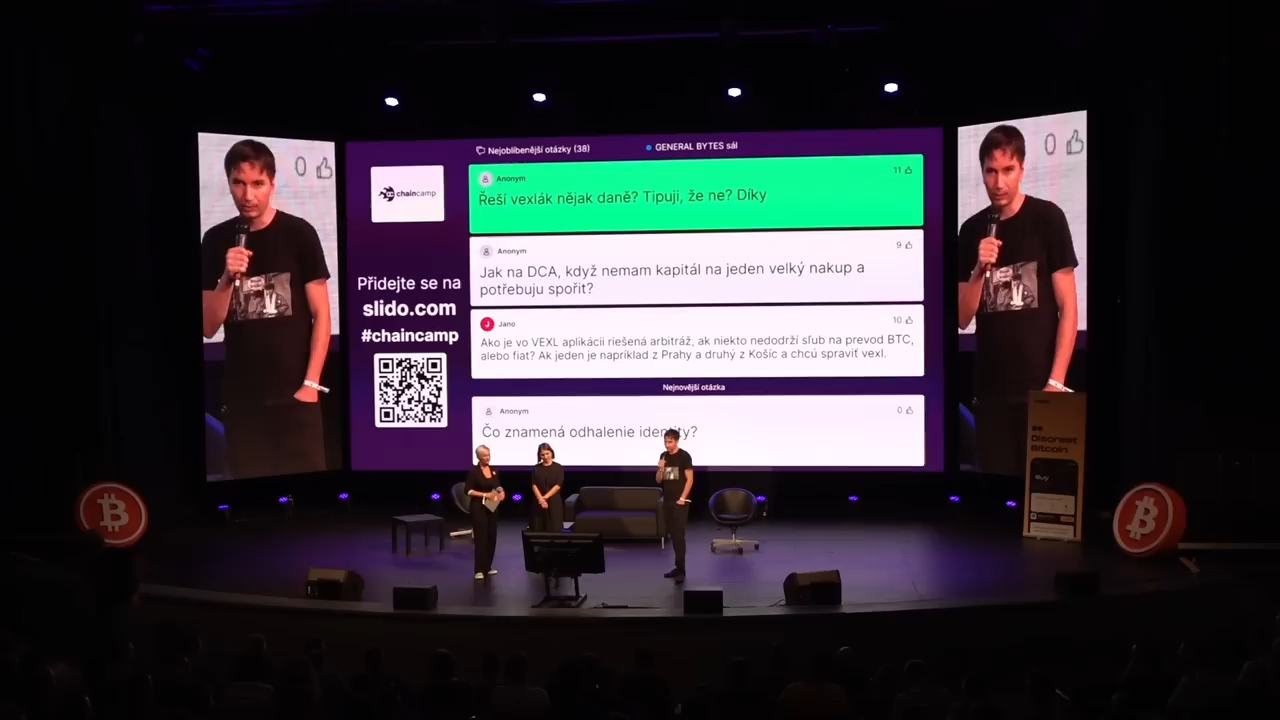 Nejoblíbenější otázky (38)
GENERAL BYTES sál
chaincamp
Přidejte se na
slido.com
#chaincamp
Anonym
11
Řeší vexlák nějak daně? Tipuji, že ne? Díky
Anonym
9
Jak na DCA, když nemam kapitál na jeden velký nakup a
potřebuju spořit?
J
Jano
10
Ako je vo VEXL aplikácii riešená arbitráž, ak niekto nedodrží sľub na prevod BTC,
alebo fiat? Ak jeden je napríklad z Prahy a druhý z Košíc a chcú spraviť vexl.
Nejnovější otázka
Anonym
0
Čo znamená odhalenie identity?
0
0
Discreet
Bitcoin
Buy